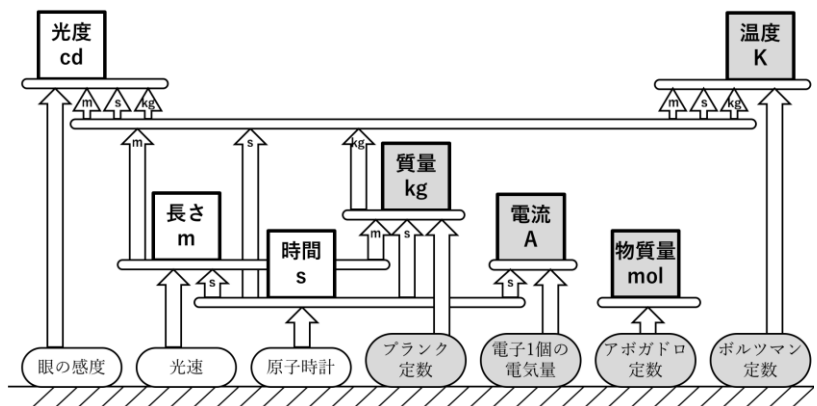 光度
cd
温度
K
m
s
kg
m
s
kg
m
s
kg
質量
kg
長さ
m
電流
A
m
s
時間
s
物質量
mol
s
s
眼の感度
光速
原子時計
プランク
定数
電子1個の
電気量
アボガドロ
定数
ボルツマン
定数